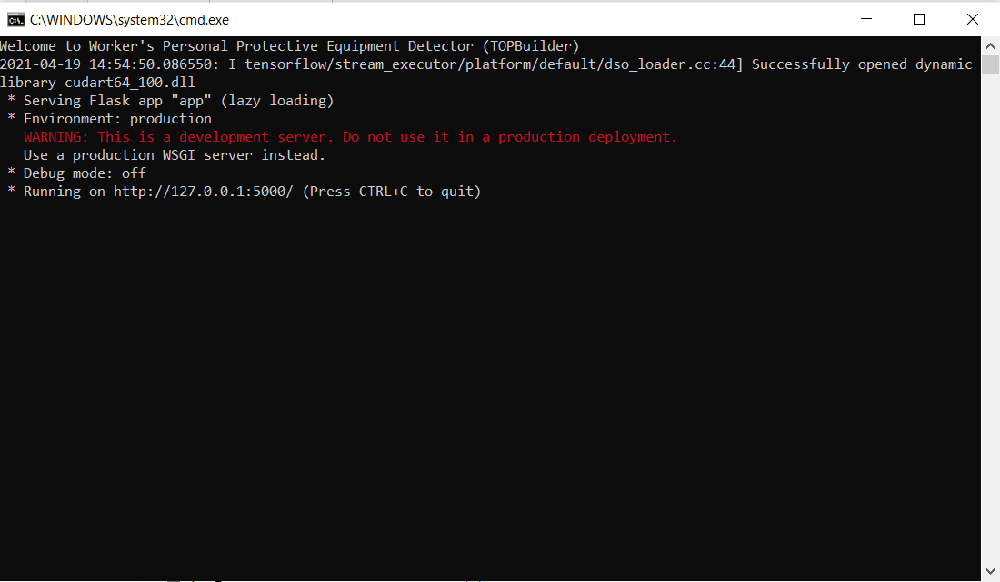 C:\WINDOWS\system32\cmd.exe
Welcome to Worker's Personal Protective Equipment Detector (TOPBuilder)
2021-04-19 14:54:50.086550: I tensorflow/stream_executor/platform/default/dso_loader.cc:44] Successfully opened dynamic
library cudart64_100.dll
 * Serving Flask app "app" (lazy loading)
 * Environment: production
   WARNING: This is a development server. Do not use it in a production deployment.
   Use a production WSGI server instead.
 * Debug mode: off
 * Running on http://127.0.0.1:5000/ (Press CTRL+C to quit)